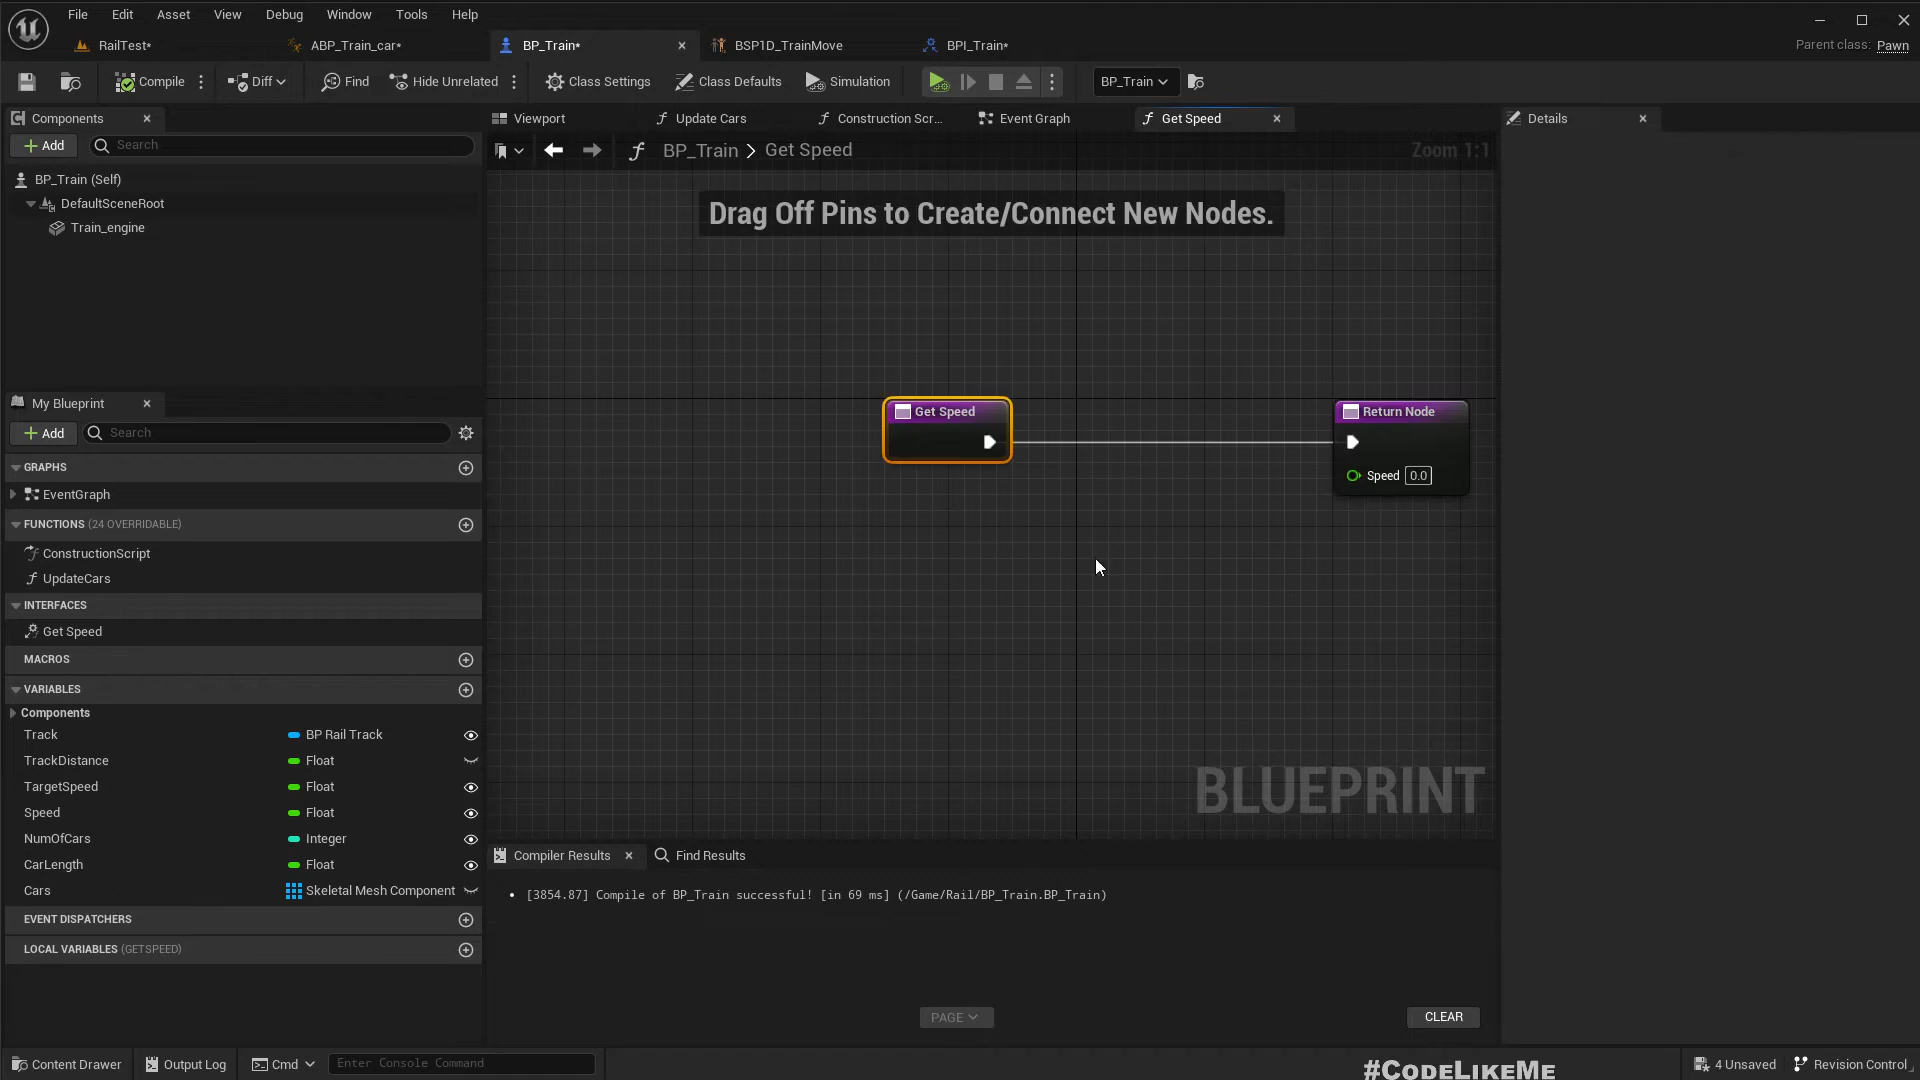 File Edit Asset View Debug Window Tools Help
RailTest* ABP_Train_car* BP_Train* BSP1D_TrainMove BPI_Train* Parent class: Pawn
Compile Diff Find Hide Unrelated Class Settings Class Defaults Simulation BP_Train
Components Viewport Update Cars Construction Scr... Event Graph Get Speed Details
Add Search
BP_Train > Get Speed Zoom 1:1
BP_Train (Self)
DefaultSceneRoot
Train_engine
Drag Off Pins to Create/Connect New Nodes.
My Blueprint
Get Speed Return Node
Add Search
Speed 0.0
GRAPHS
EventGraph
FUNCTIONS (24 OVERRIDABLE)
ConstructionScript
UpdateCars
INTERFACES
Get Speed
MACROS
VARIABLES
Components
Track BP Rail Track
TrackDistance Float
TargetSpeed Float
Speed Float
NumOfCars Integer
CarLength Float
Cars Skeletal Mesh Component
EVENT DISPATCHERS
LOCAL VARIABLES (GETSPEED)
BLUEPRINT
Compiler Results Find Results
[3854.87] Compile of BP_Train successful! [in 69 ms] (/Game/Rail/BP_Train.BP_Train)
PAGE CLEAR
Content Drawer Output Log Cmd Enter Console Command #CodeLikeMe 4 Unsaved Revision Control